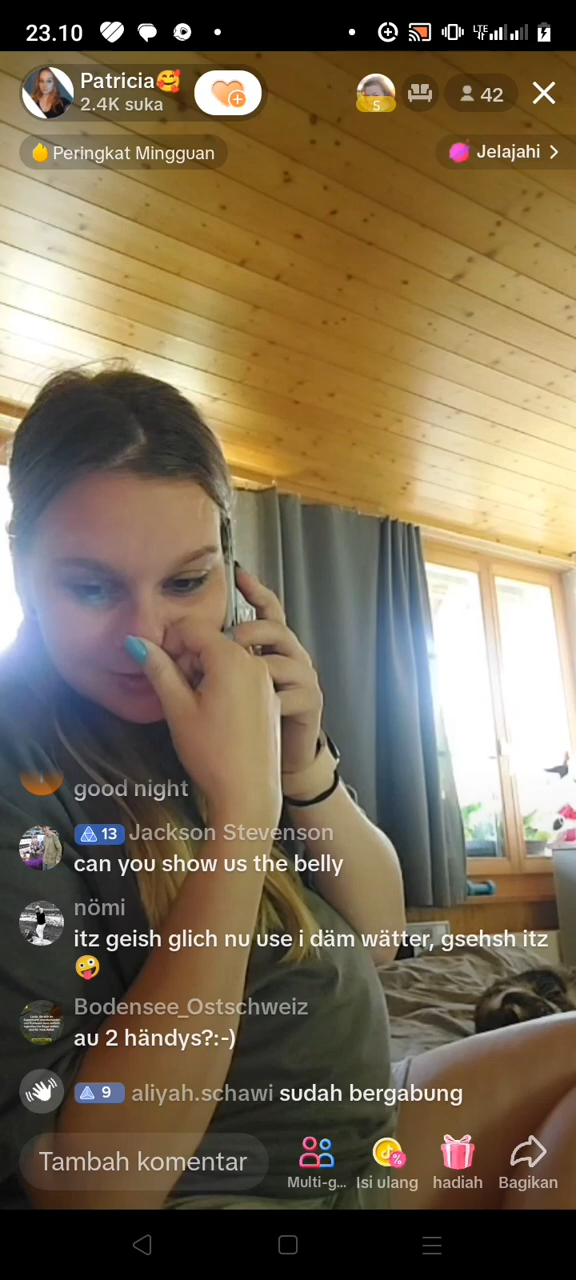 23.10
LTE
Patricia🥰
2.4K suka
S
42
Peringkat Mingguan
Jelajahi >
good night
13 Jackson Stevenson
can you show us the belly
nömi
itz geish glich nu use i däm wätter, gsehsh itz
🤪
Bodensee_Ostschweiz
au 2 händys?:-)
9 aliyah.schawi sudah bergabung
Tambah komentar
Multi-g...
Isi ulang
hadiah
Bagikan